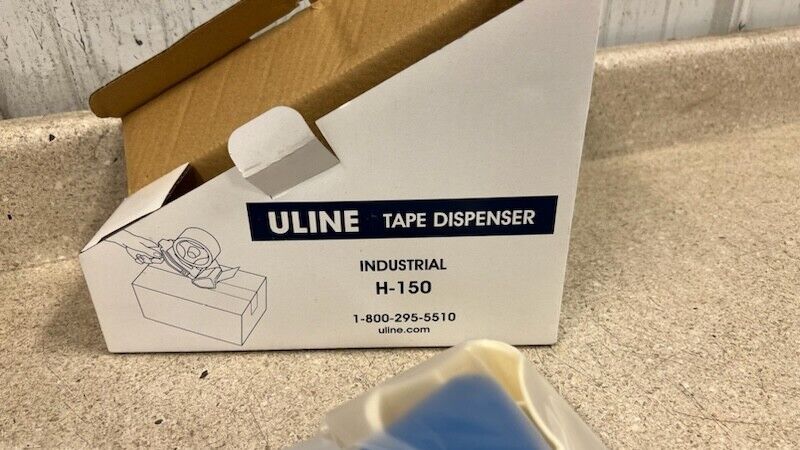 ULINE TAPE DISPENSER
INDUSTRIAL
H-150
1-800-295-5510
uline.com